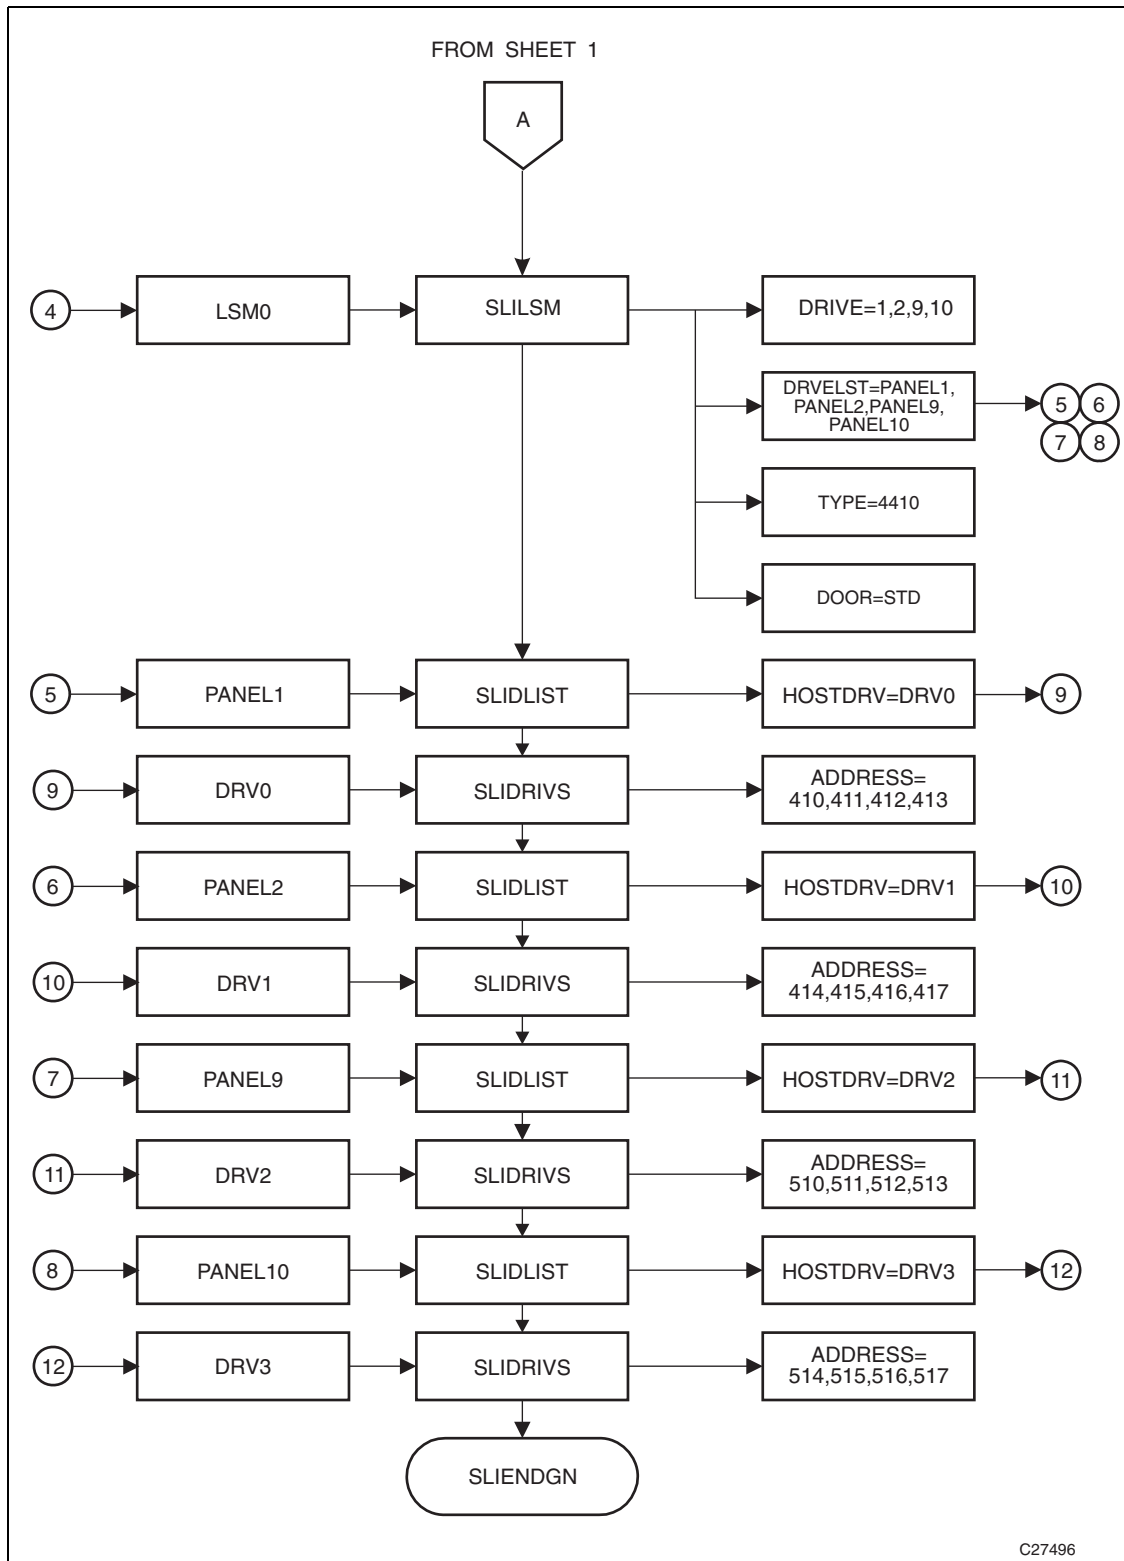 FROM SHEET 1
A
4
LSM0
SLILSM
DRIVE=1,2,9,10
DRVELST=PANEL1,
PANEL2,PANEL9,
PANEL10
5
6
7
8
TYPE=4410
DOOR=STD
5
PANEL1
SLIDLIST
HOSTDRV=DRV0
9
9
DRV0
SLIDRIVS
ADDRESS=
410,411,412,413
6
PANEL2
SLIDLIST
HOSTDRV=DRV1
10
10
DRV1
SLIDRIVS
ADDRESS=
414,415,416,417
7
PANEL9
SLIDLIST
HOSTDRV=DRV2
11
11
DRV2
SLIDRIVS
ADDRESS=
510,511,512,513
8
PANEL10
SLIDLIST
HOSTDRV=DRV3
12
12
DRV3
SLIDRIVS
ADDRESS=
514,515,516,517
SLIENDGN
C27496